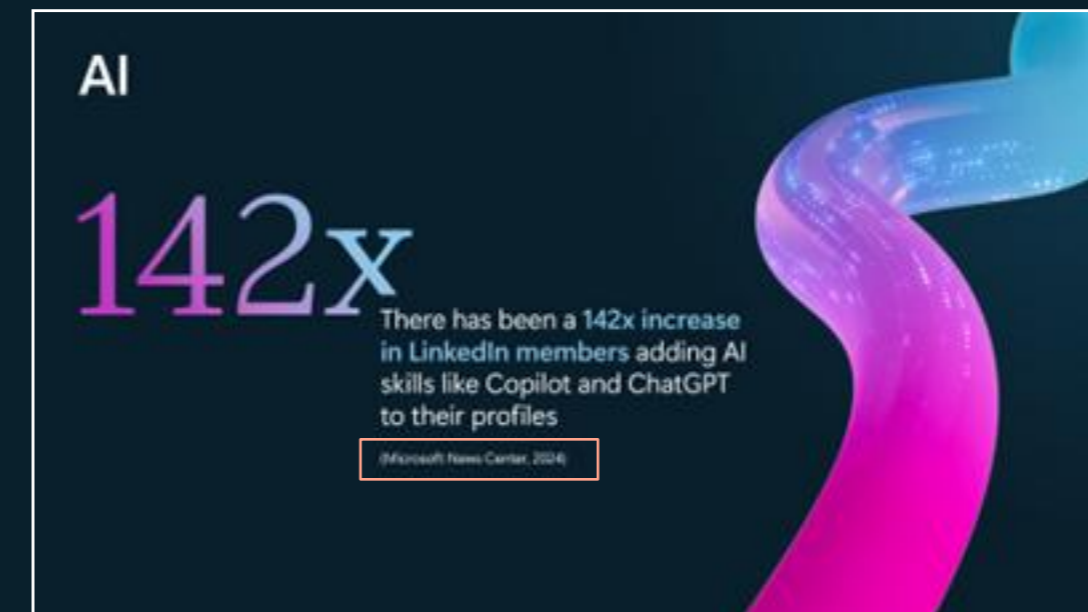 AI
142x
There has been a 142x increase
in LinkedIn members adding AI
skills like Copilot and ChatGPT
to their profiles
(Microsoft News Center, 2024)